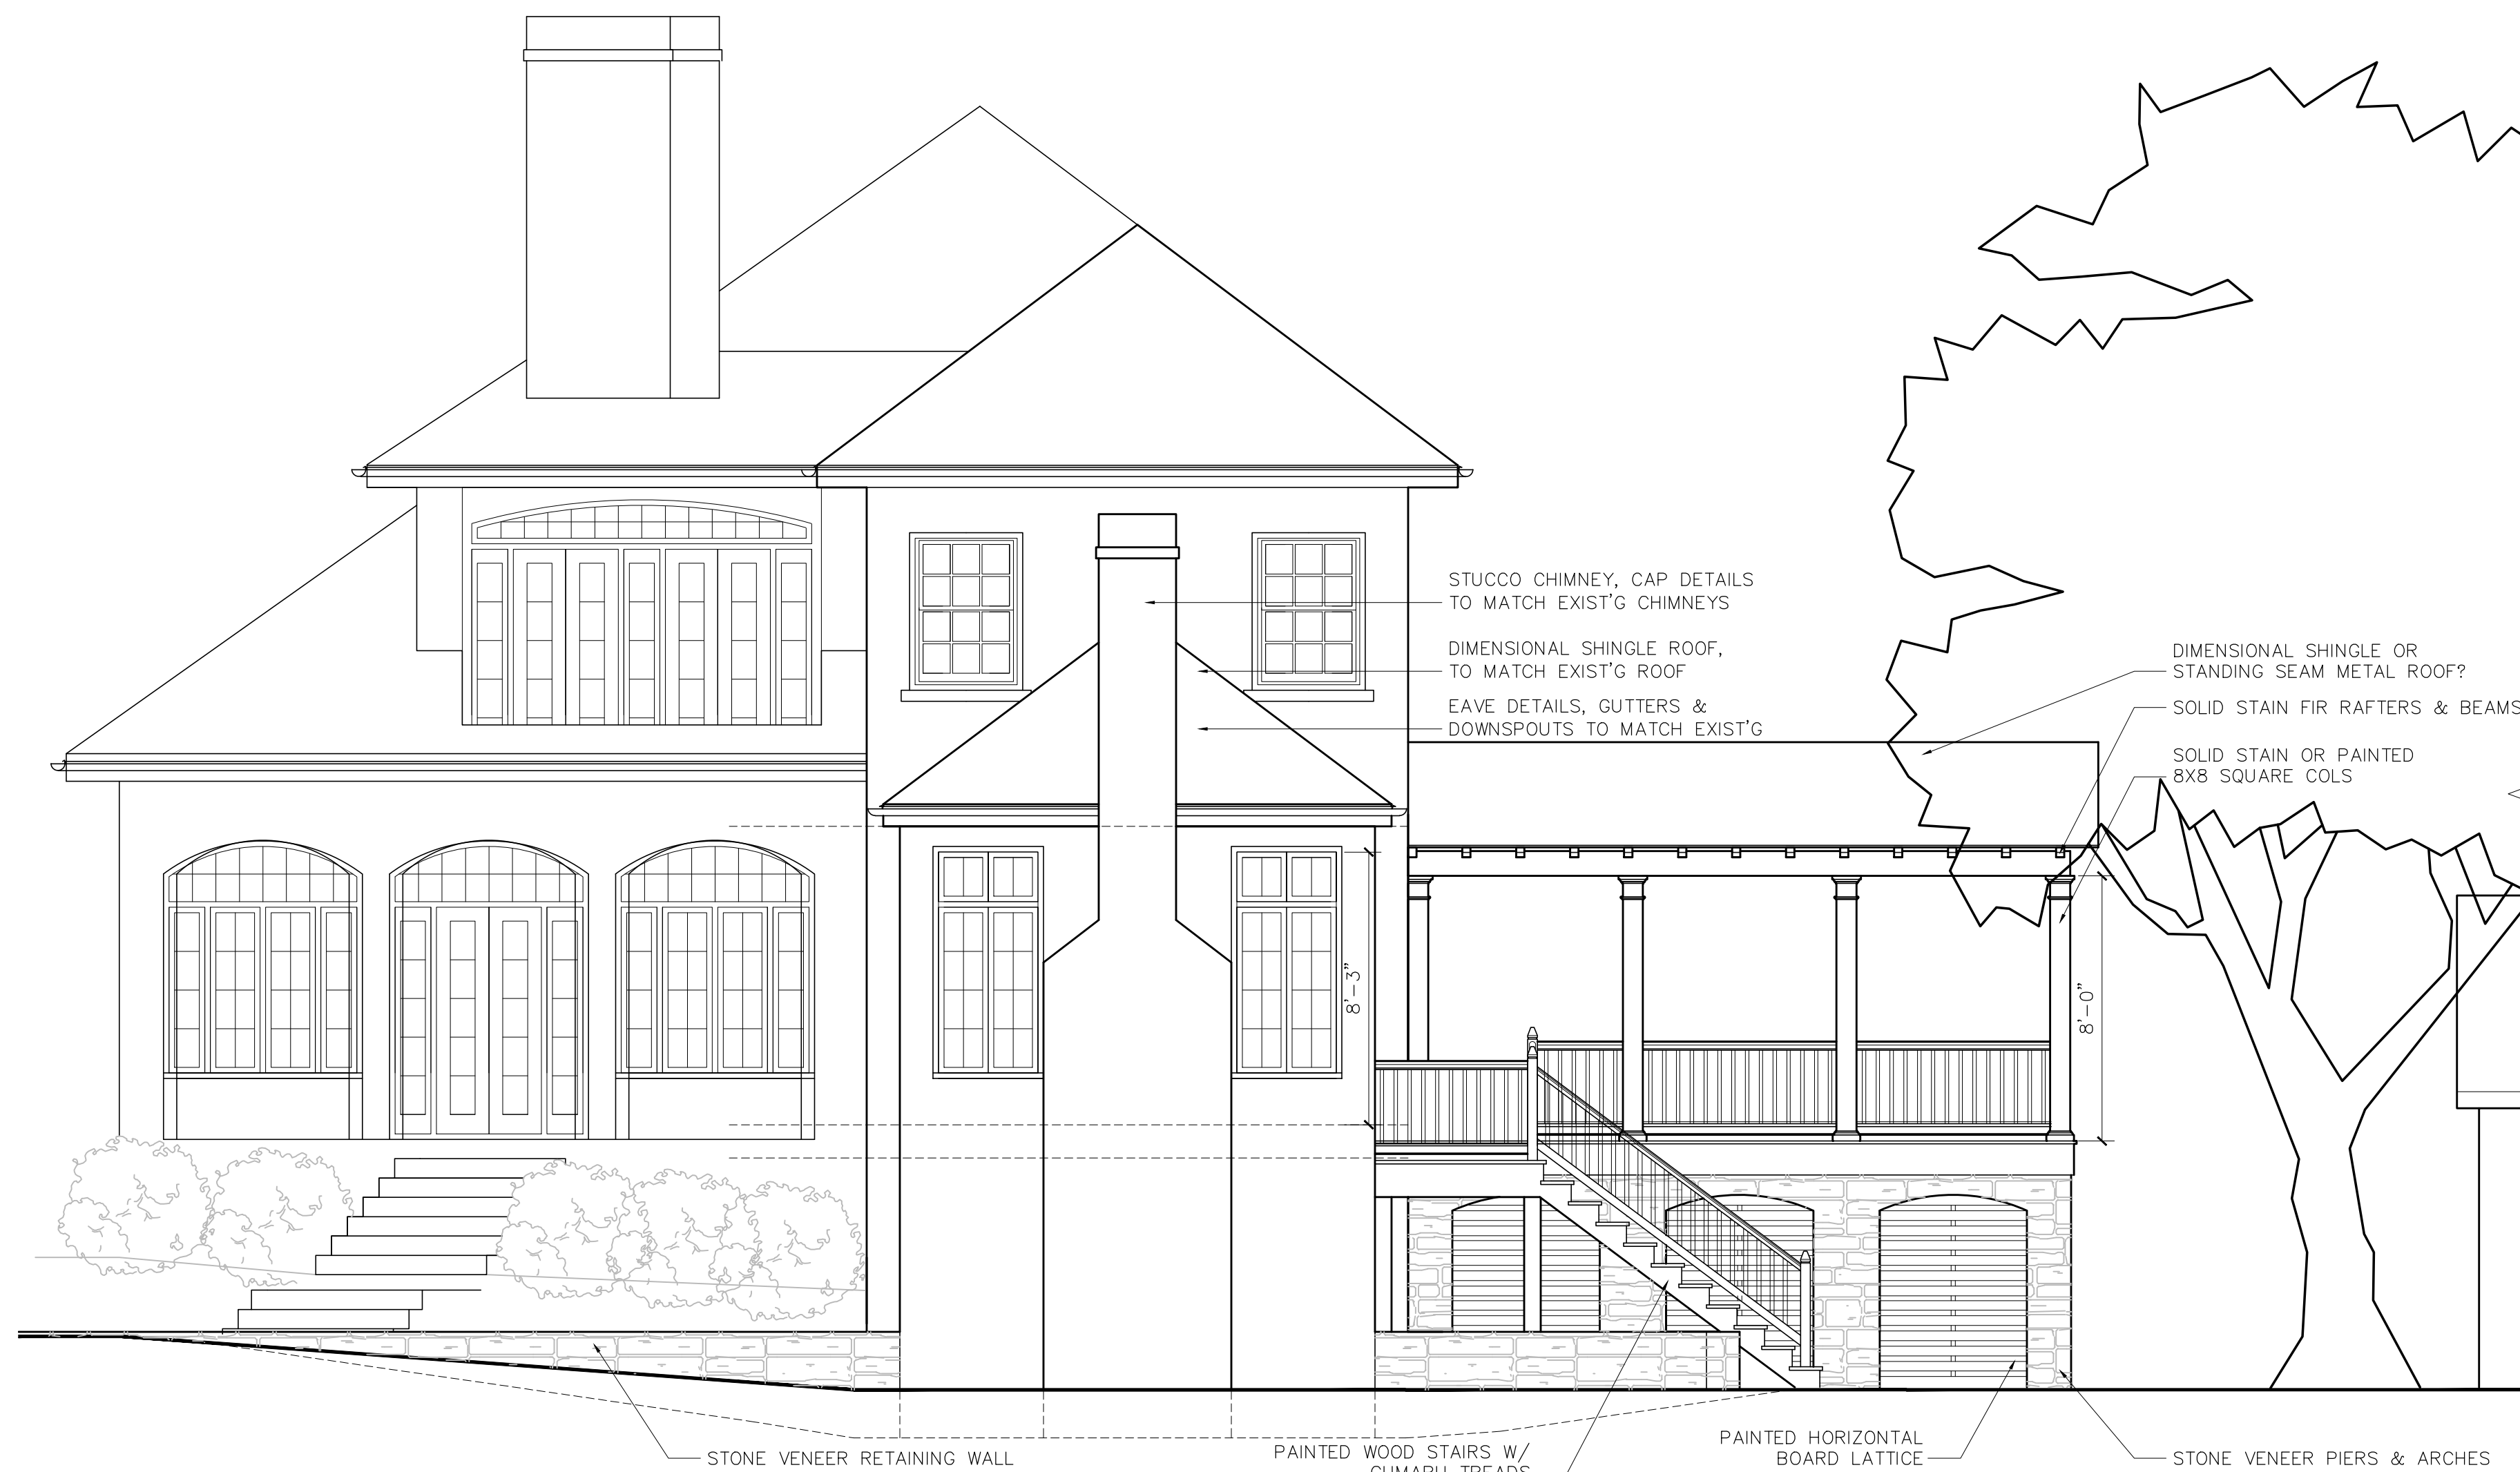 STUCCO CHIMNEY, CAP DETAILS
TO MATCH EXIST'G CHIMNEYS
DIMENSIONAL SHINGLE ROOF,
TO MATCH EXIST'G ROOF
EAVE DETAILS, GUTTERS &
DOWNSPOUTS TO MATCH EXIST'G
DIMENSIONAL SHINGLE OR
STANDING SEAM METAL ROOF?
SOLID STAIN FIR RAFTERS & BEAMS
SOLID STAIN OR PAINTED
8X8 SQUARE COLS
8'-3"
8'-0"
STONE VENEER RETAINING WALL
PAINTED WOOD STAIRS W/
CUMARU TREADS
PAINTED HORIZONTAL
BOARD LATTICE
STONE VENEER PIERS & ARCHES